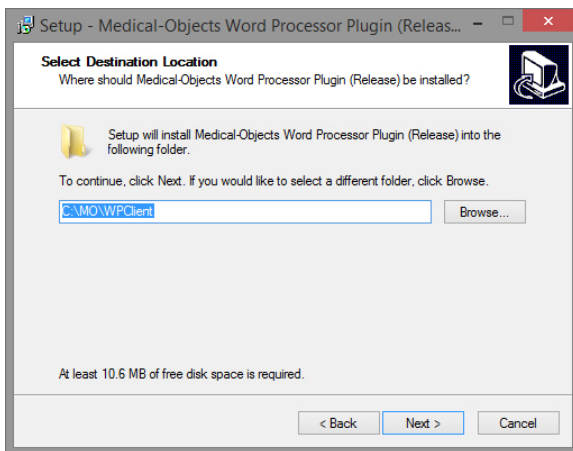 Setup - Medical-Objects Word Processor Plugin (Releas...
Select Destination Location
Where should Medical-Objects Word Processor Plugin (Release) be installed?
Setup will install Medical-Objects Word Processor Plugin (Release) into the
following folder.
To continue, click Next. If you would like to select a different folder, click Browse.
C:\MO\WPClient
Browse...
At least 10.6 MB of free disk space is required.
< Back
Next >
Cancel